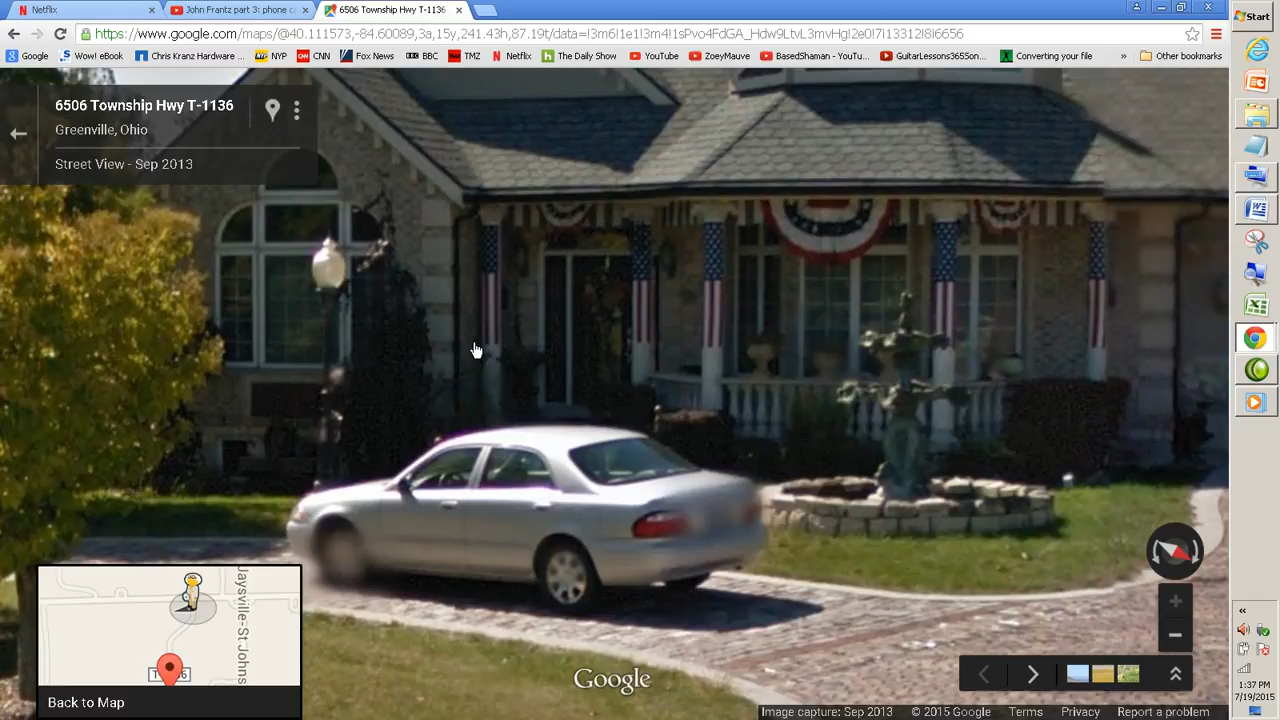 Netflix
John Frantz part 3: phone c
6506 Township Hwy T-1136
Start
https://www.google.com/maps/@40.111573,-84.60089,3a,15y,241.43h,
19t/data=!3m6!1e1!3m4!1sPvo4FdGA_Hdw9LtvL3mvHg!2e0!7i13312!8i6656
Google
Wow! eBook
Chris Kranz Hardware ...
NYP
CNN
Fox News
BBC
TMZ
Netflix
The Daily Show
YouTube
ZoeyMauve
BasedShaman - YouTu...
GuitarLessons365Son...
Converting your file
»
Other bookmarks
6506 Township Hwy T-1136
Greenville, Ohio
Street View - Sep 2013
Jaysville-St Johns
Back to Map
Google
Image capture: Sep 2013
© 2015 Google
Terms
Privacy
Report a problem
1:37 PM
7/19/2015